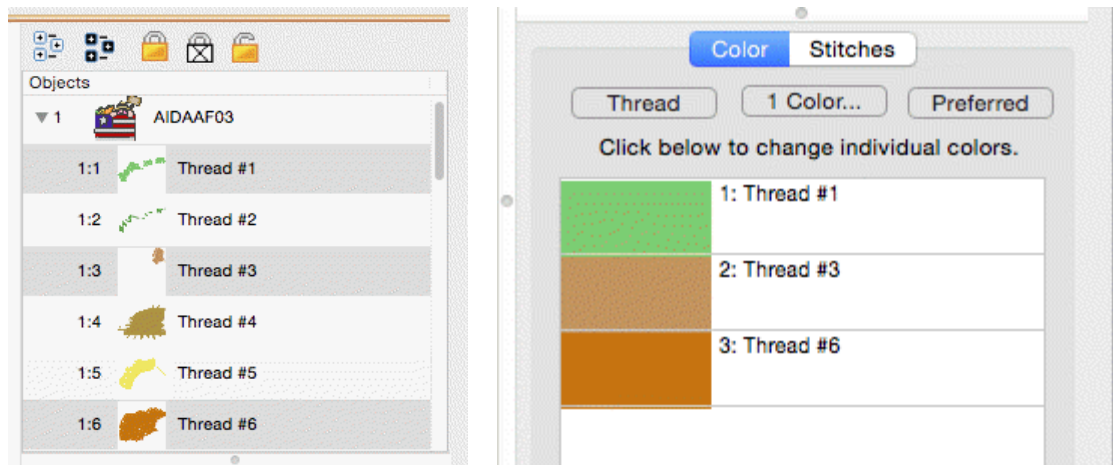 Objects
1 AIDAAF03
1:1 Thread #1
1:2 Thread #2
1:3 Thread #3
1:4 Thread #4
1:5 Thread #5
1:6 Thread #6
Color Stitches
Thread 1 Color... Preferred
Click below to change individual colors.
1: Thread #1
2: Thread #3
3: Thread #6